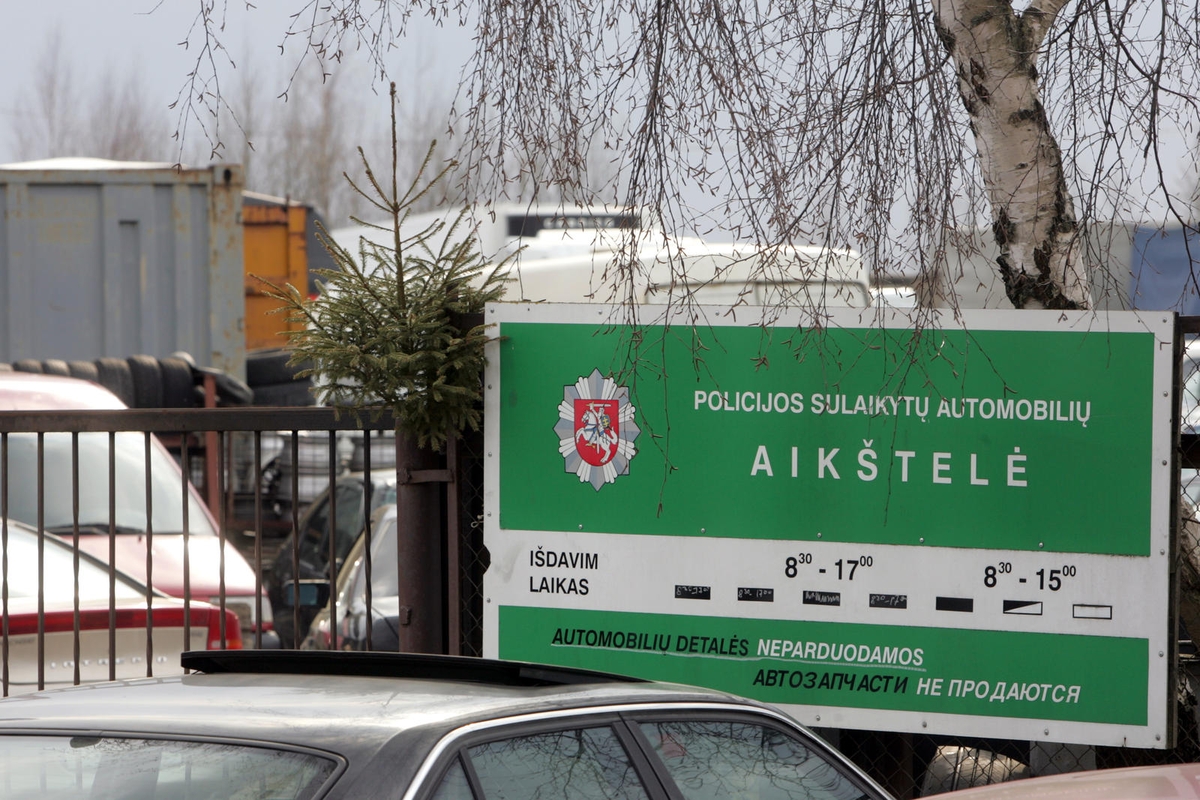 POLICIJOS SULAIKYTŲ AUTOMOBILIŲ
AIKŠTELĖ
IŠDAVIM
LAIKAS
8³⁰ - 17⁰⁰
8³⁰ - 15⁰⁰
AUTOMOBILIŲ DETALĖS NEPARDUODAMOS
АВТОЗАПЧАСТИ НЕ ПРОДАЮТСЯ